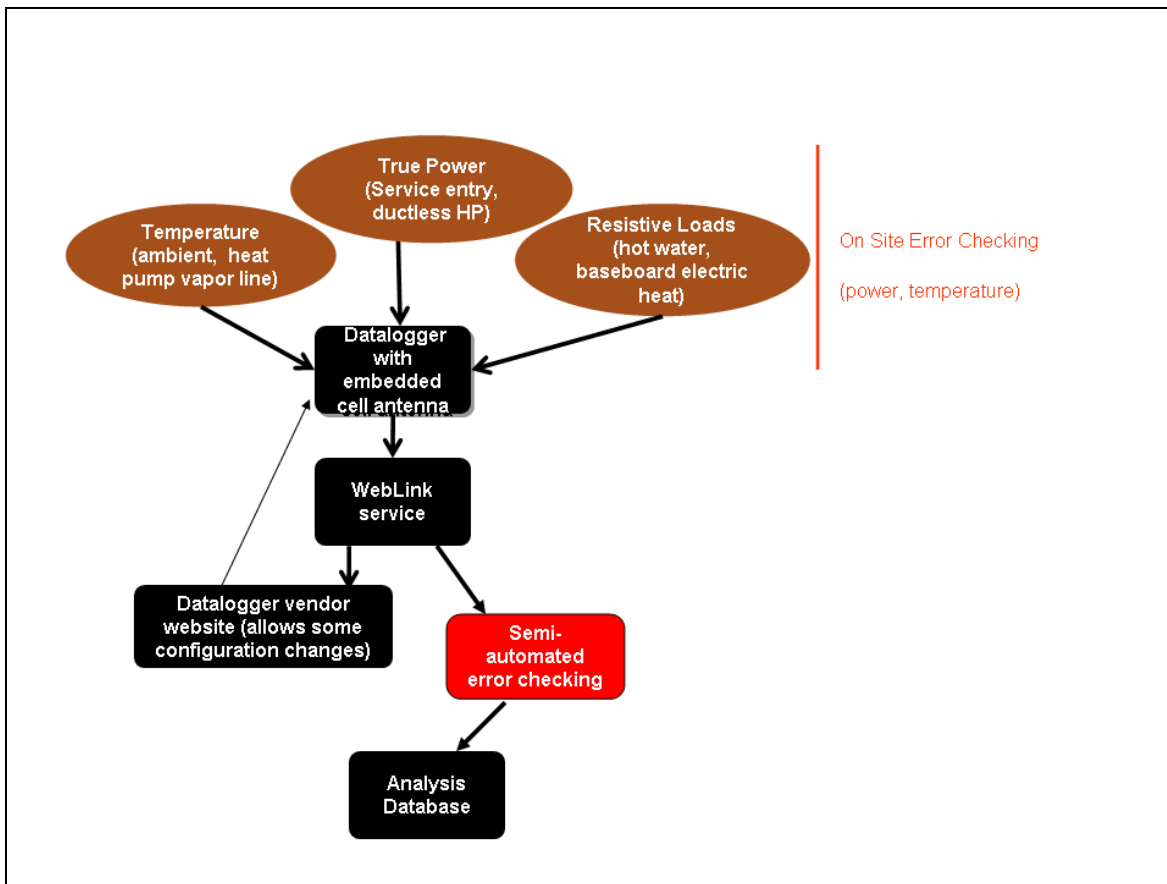 True Power
(Service entry,
ductless HP)
Temperature
(ambient, heat
pump vapor line)
Resistive Loads
(hot water,
baseboard electric
heat)
On Site Error Checking
(power, temperature)
Datalogger
with
embedded
cell antenna
WebLink
service
Datalogger vendor
website (allows some
configuration changes)
Semi-
automated
error checking
Analysis
Database